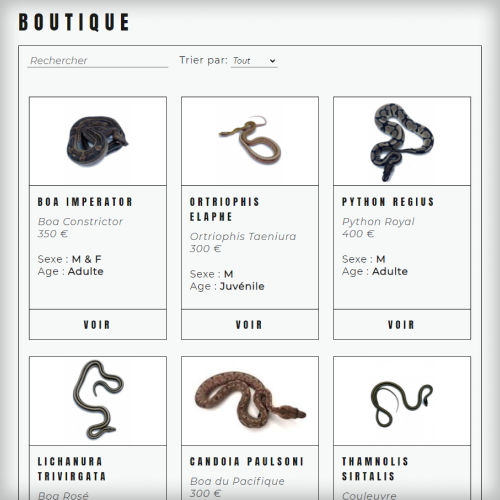 BOUTIQUE
Rechercher
Trier par: Tout
BOA IMPERATOR
Boa Constrictor
350 €
Sexe : M & F
Age : Adulte
VOIR
ORTRIOPHIS
ELAPHE
Ortriophis Taeniura
300 €
Sexe : M
Age : Juvénile
VOIR
PYTHON REGIUS
Python Royal
400 €
Sexe : M
Age : Adulte
VOIR
LICHANURA
TRIVIRGATA
Boa Rosé
CANDOIA PAULSONI
Boa du Pacifique
300 €
THAMNOLIS
SIRTALIS
Couleuvre